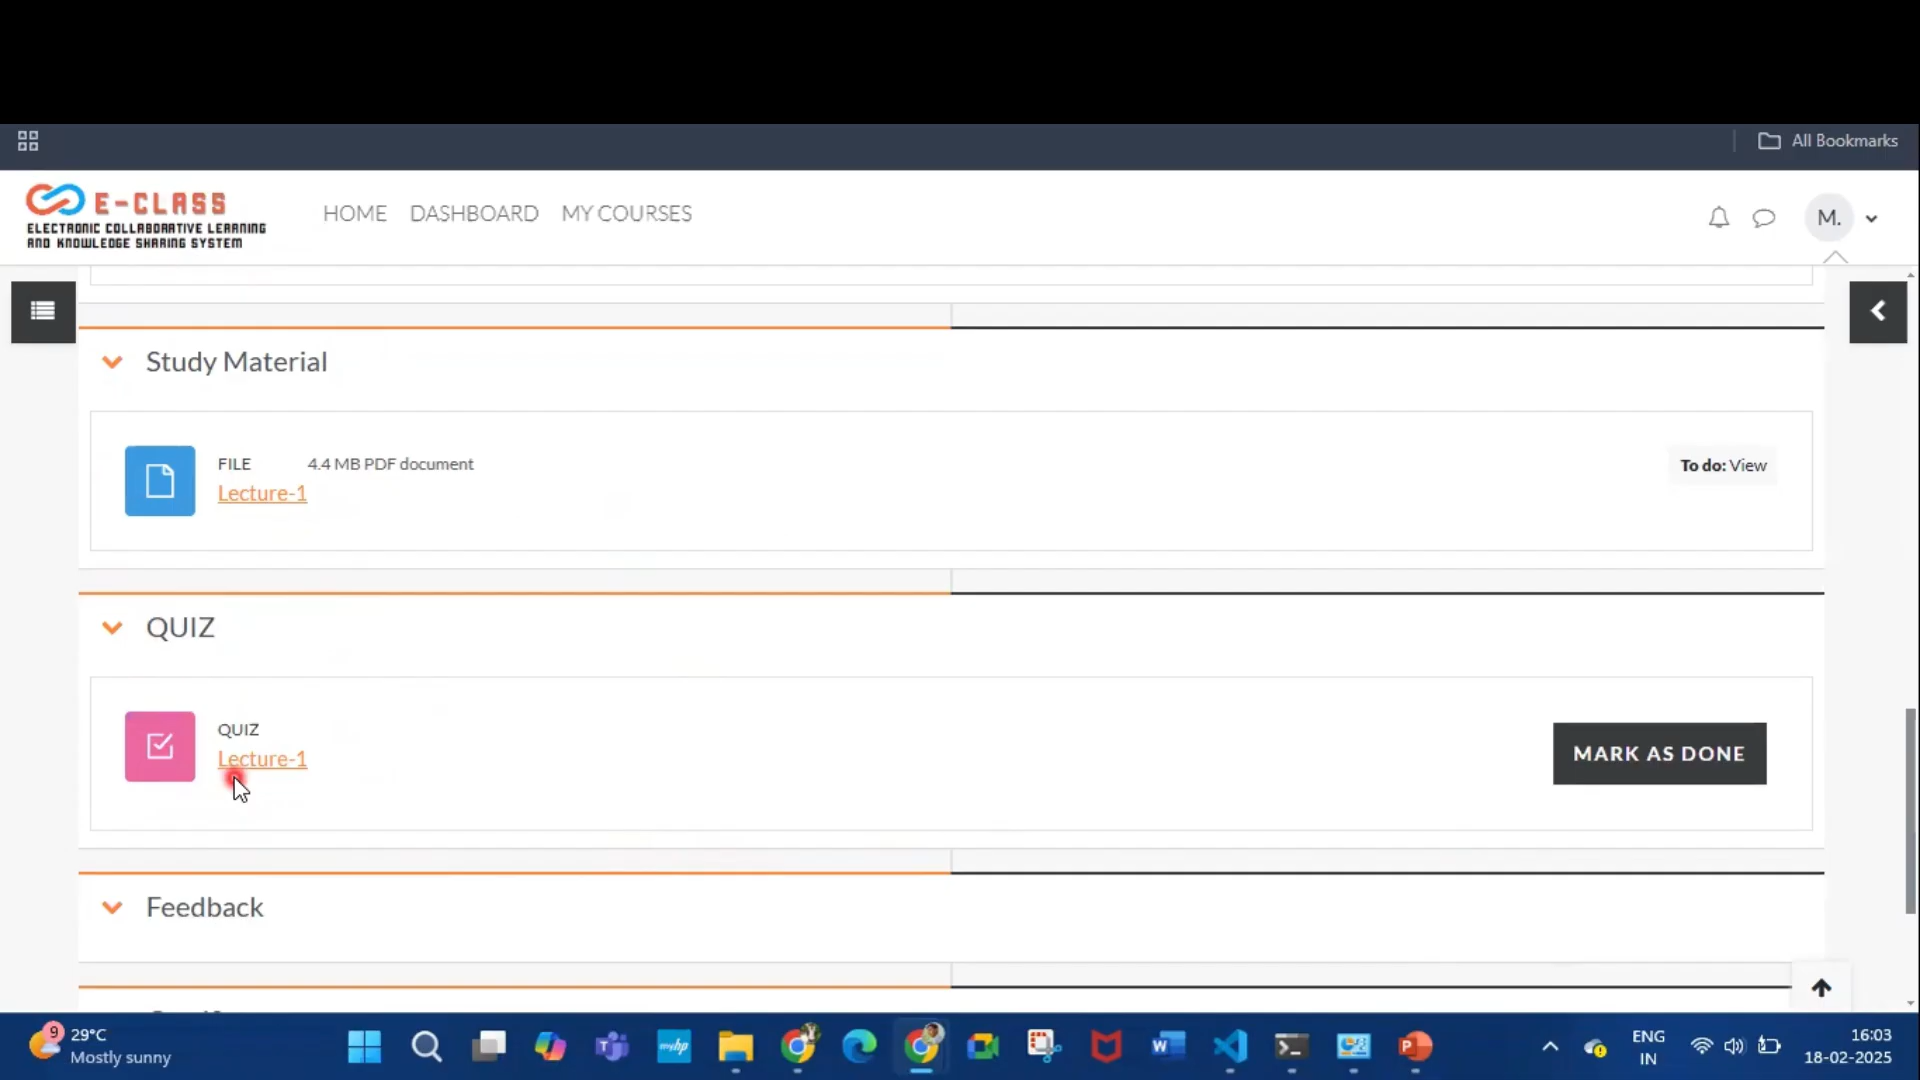 All Bookmarks
E-CLASS
ELECTRONIC COLLABORATIVE LEARNING
AND KNOWLEDGE SHARING SYSTEM
HOME DASHBOARD MY COURSES
M.
Study Material
FILE 4.4 MB PDF document
To do: View
Lecture-1
QUIZ
QUIZ
Lecture-1
MARK AS DONE
Feedback
9
29°C
Mostly sunny
myhp
ENG
IN
16:03
18-02-2025